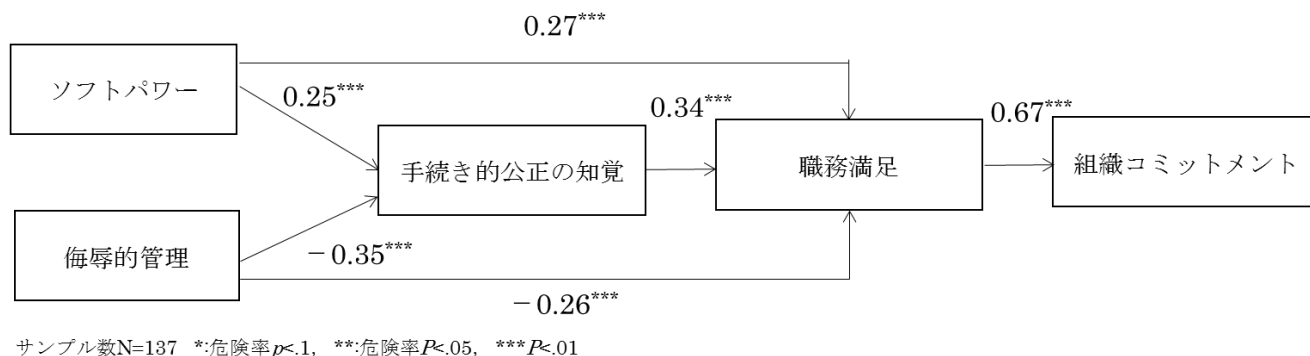 0.27***
ソフトパワー
0.25***
0.34***
0.67***
手続き的公正の知覚
職務満足
組織コミットメント
侮辱的管理
－0.35***
－0.26***
サンプル数N=137 *:危険率p<.1, **:危険率P<.05, ***P<.01